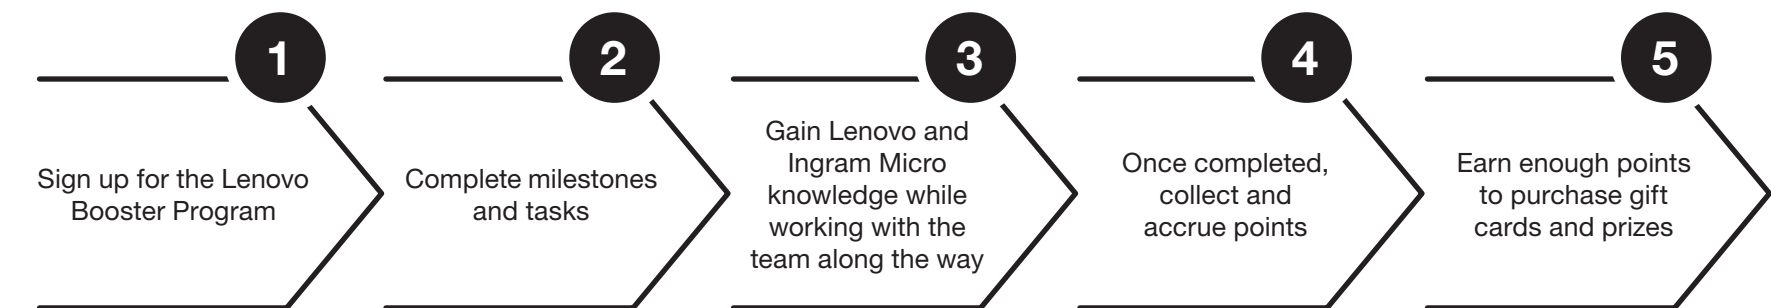 1
Sign up for the Lenovo
Booster Program
2
Complete milestones
and tasks
3
Gain Lenovo and
Ingram Micro
knowledge while
working with the
team along the way
4
Once completed,
collect and
accrue points
5
Earn enough points
to purchase gift
cards and prizes